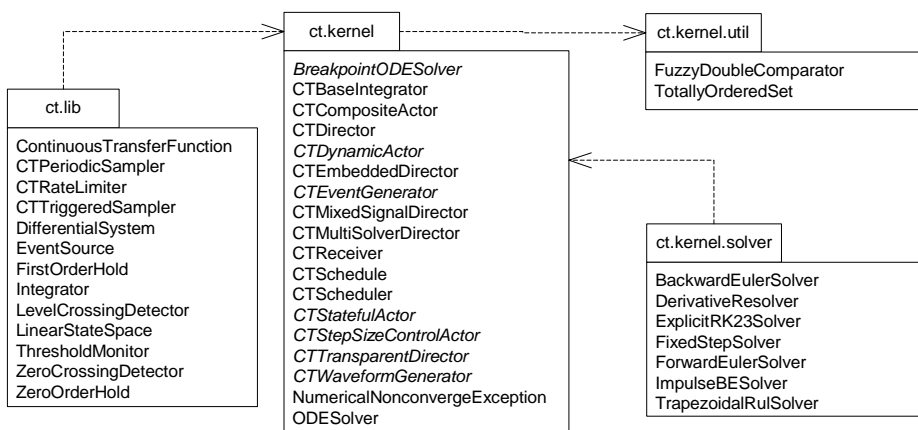 ct.lib
ContinuousTransferFunction
CTPeriodicSampler
CTRateLimiter
CTTriggeredSampler
DifferentialSystem
EventSource
FirstOrderHold
Integrator
LevelCrossingDetector
LinearStateSpace
ThresholdMonitor
ZeroCrossingDetector
ZeroOrderHold
ct.kernel
BreakpointODESolver
CTBaseIntegrator
CTCompositeActor
CTDirector
CTDynamicActor
CTEmbeddedDirector
CTEventGenerator
CTMixedSignalDirector
CTMultiSolverDirector
CTReceiver
CTSchedule
CTScheduler
CTStatefulActor
CTStepSizeControlActor
CTTransparentDirector
CTWaveformGenerator
NumericalNonconvergeException
ODESolver
ct.kernel.util
FuzzyDoubleComparator
TotallyOrderedSet
ct.kernel.solver
BackwardEulerSolver
DerivativeResolver
ExplicitRK23Solver
FixedStepSolver
ForwardEulerSolver
ImpulseBESolver
TrapezoidalRulSolver